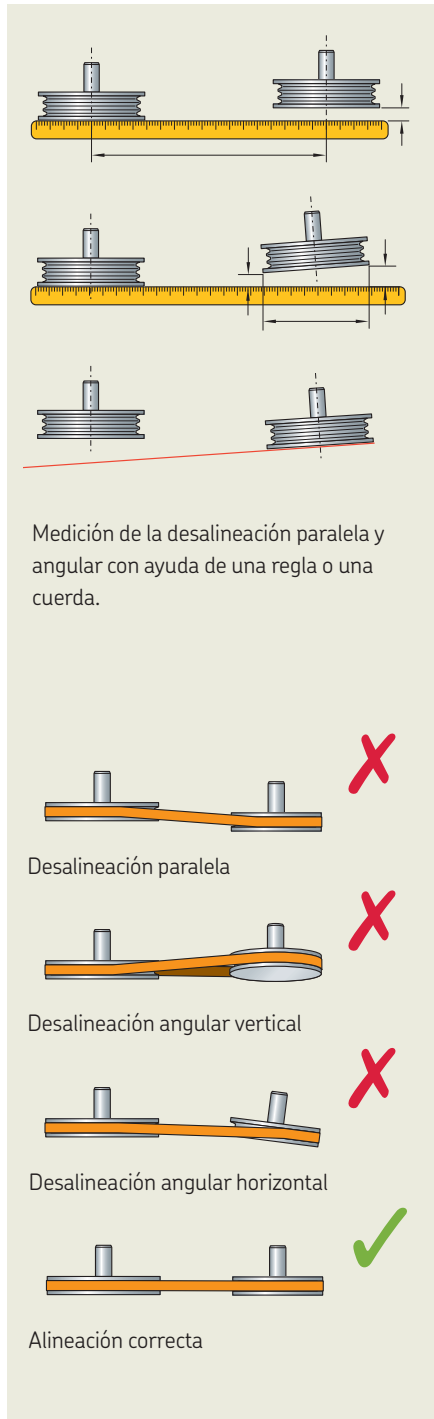 Medición de la desalineación paralela y
angular con ayuda de una regla o una
cuerda.
Desalineación paralela
Desalineación angular vertical
Desalineación angular horizontal
Alineación correcta